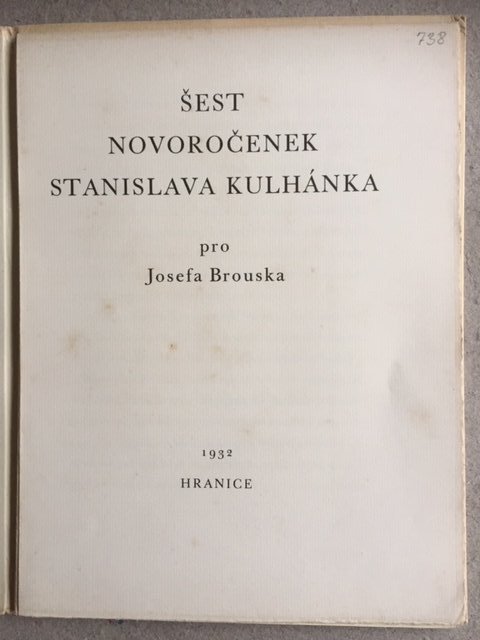 738
ŠEST
NOVOROČENEK
STANISLAVA KULHÁNKA
pro
Josefa Brouska
1932
HRANICE